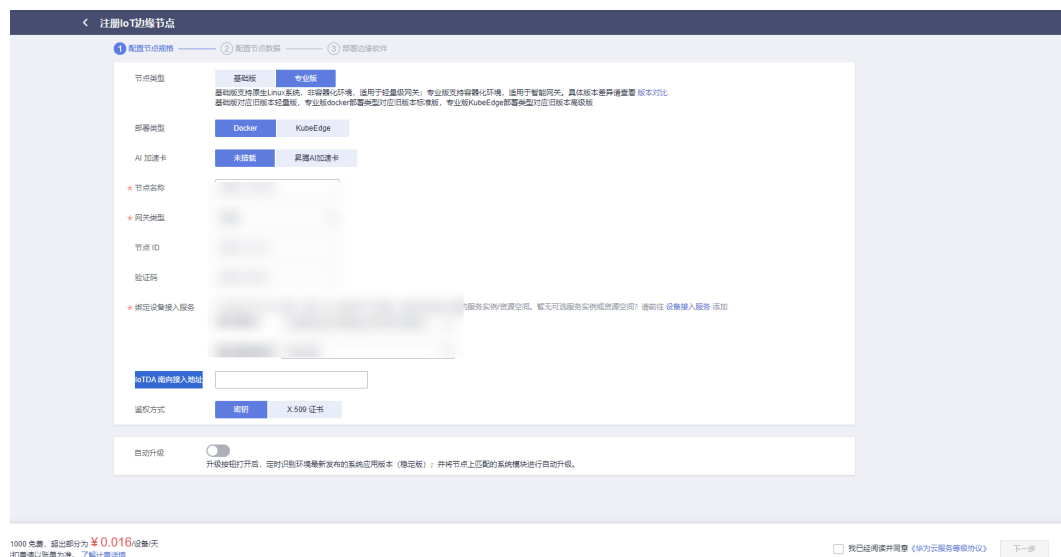 注册IoT边缘节点
1 配置节点规格 2 配置节点数据 3 部署边缘软件
节点类型 基础版 专业版
基础版支持原生Linux系统，非容器化环境，适用于轻量级网关；专业版支持容器化环境，适用于智能网关。具体版本差异请查看 版本对比
基础版对应旧版本轻量版，专业版docker部署类型对应旧版本标准版，专业版KubeEdge部署类型对应旧版本高级版
部署类型 Docker KubeEdge
AI 加速卡 未搭载 昇腾AI加速卡
* 节点名称
* 网关类型
节点 ID
验证码
* 绑定设备接入服务 服务实例/资源空间。暂无可选服务实例或资源空间？请前往 设备接入服务 添加
IoTDA 南向接入地址
鉴权方式 密钥 X.509 证书
自动升级
升级按钮打开后，定时识别环境最新发布的系统应用版本（稳定版）；并将节点上匹配的系统模块进行自动升级。
1000 免费，超出部分为 ¥ 0.016/设备/天
扣费请以账单为准。 了解计费详情
我已经阅读并同意《华为云服务等级协议》 下一步